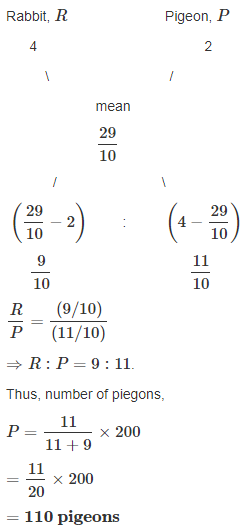 Rabbit, R Pigeon, P
4 2
\ /
mean
29/10
/ \
(29/10 − 2) : (4 − 29/10)
9/10 11/10
R/P = (9/10)/(11/10)
⇒ R : P = 9 : 11.
Thus, number of piegons,
P = 11/(11 + 9) × 200
= 11/20 × 200
= 110 pigeons